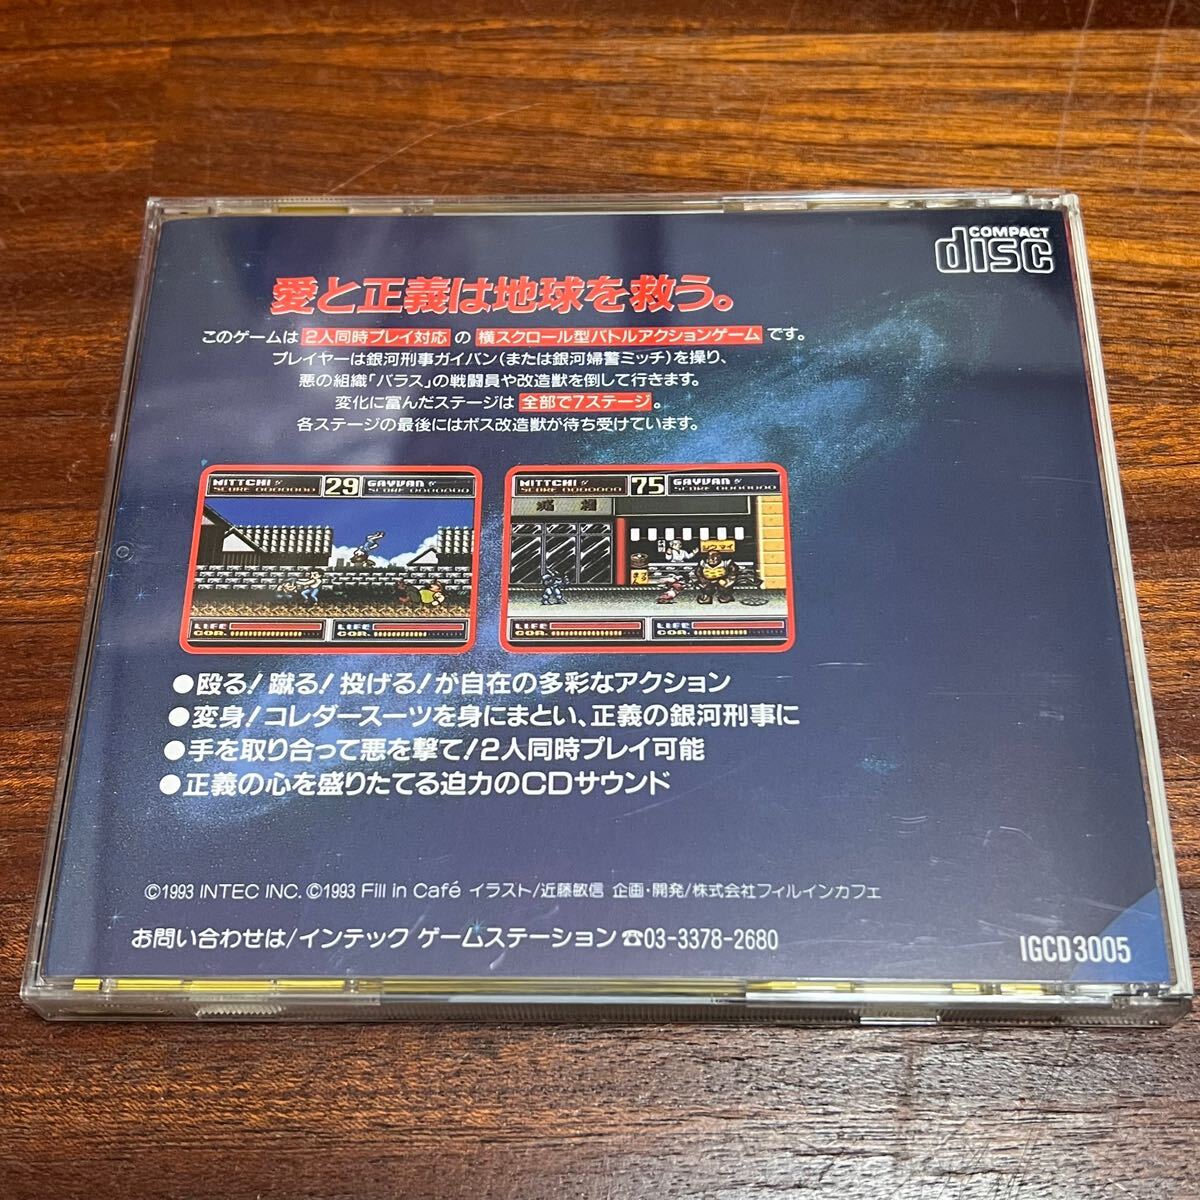 COMPACT
disc
愛と正義は地球を救う。
このゲームは 2人同時プレイ対応 の 横スクロール型バトルアクションゲーム です。
プレイヤーは銀河刑事ガイバン(または銀河婦警ミッチ)を操り、
悪の組織「バラス」の戦闘員や改造獣を倒して行きます。
変化に富んだステージは 全部で7ステージ 。
各ステージの最後にはボス改造獣が待ち受けています。
MITTCHI 29 GAYVAN
SCORE 0000000 SCORE 0000000
LIFE LIFE
COA. COA.
MITTCHI 75 GAYVAN
SCORE 0000000 SCORE 0000000
LIFE LIFE
COA. COA.
●殴る!蹴る!投げる!が自在の多彩なアクション
●変身!コレダースーツを身にまとい、正義の銀河刑事に
●手を取り合って悪を撃て!2人同時プレイ可能
●正義の心を盛りたてる迫力のCDサウンド
©1993 INTEC INC. ©1993 Fill in Café イラスト/近藤敏信 企画・開発/株式会社フィルインカフェ
お問い合わせは/インテック ゲームステーション☎03-3378-2680
IGCD3005